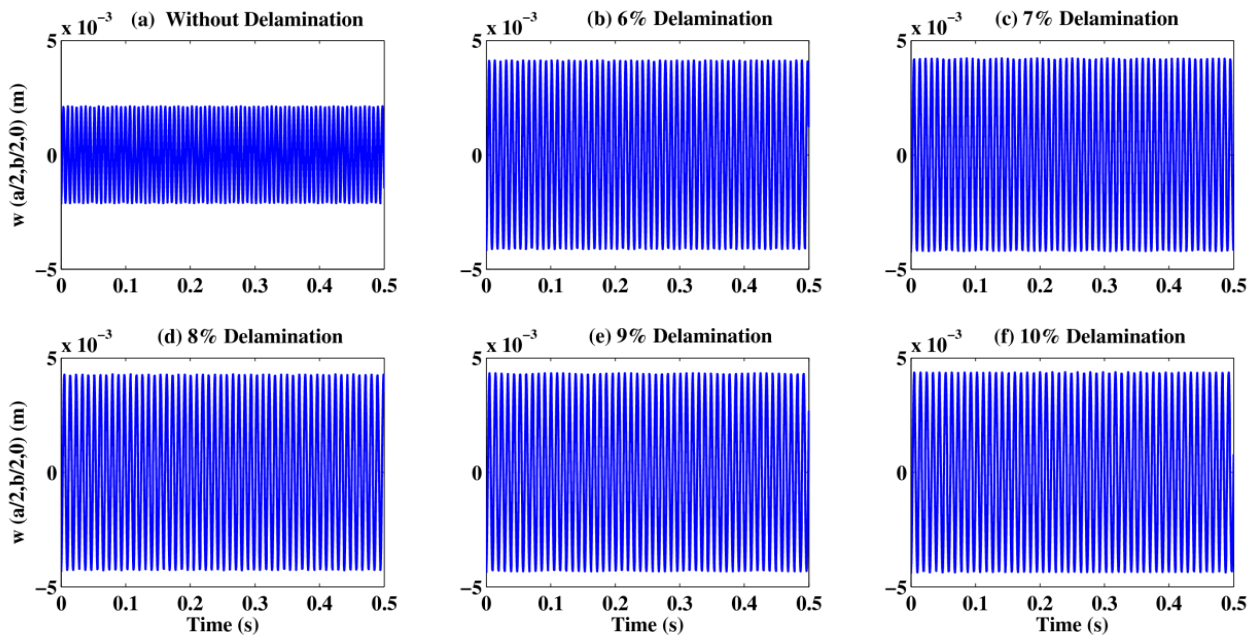 (a) Without Delamination
(b) 6% Delamination
(c) 7% Delamination
x 10⁻³
x 10⁻³
x 10⁻³
5
5
5
w (a/2,b/2,0) (m)
0
0
0
−5
−5
−5
0 0.1 0.2 0.3 0.4 0.5
0 0.1 0.2 0.3 0.4 0.5
0 0.1 0.2 0.3 0.4 0.5
(d) 8% Delamination
(e) 9% Delamination
(f) 10% Delamination
x 10⁻³
x 10⁻³
x 10⁻³
5
5
5
w (a/2,b/2,0) (m)
0
0
0
−5
−5
−5
0 0.1 0.2 0.3 0.4 0.5
0 0.1 0.2 0.3 0.4 0.5
0 0.1 0.2 0.3 0.4 0.5
Time (s)
Time (s)
Time (s)